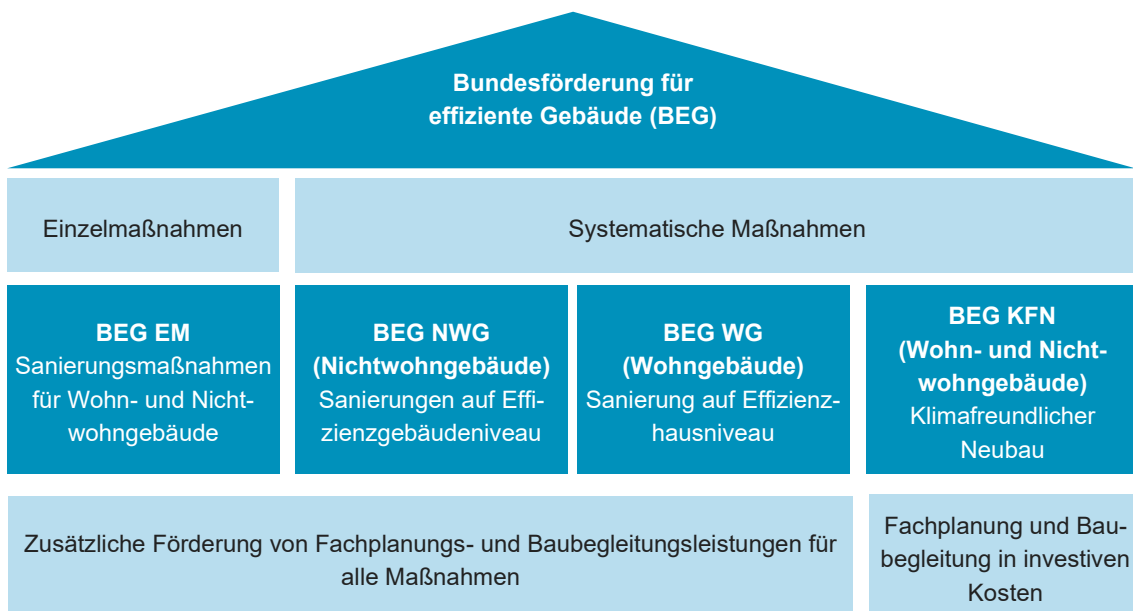 Bundesförderung für
effiziente Gebäude (BEG)
Einzelmaßnahmen
Systematische Maßnahmen
BEG EM
Sanierungsmaßnahmen
für Wohn- und Nicht-
wohngebäude
BEG NWG
(Nichtwohngebäude)
Sanierungen auf Effi-
zienzgebäudeniveau
BEG WG
(Wohngebäude)
Sanierung auf Effizienz-
hausniveau
BEG KFN
(Wohn- und Nicht-
wohngebäude)
Klimafreundlicher
Neubau
Zusätzliche Förderung von Fachplanungs- und Baubegleitungsleistungen für
alle Maßnahmen
Fachplanung und Bau-
begleitung in investiven
Kosten